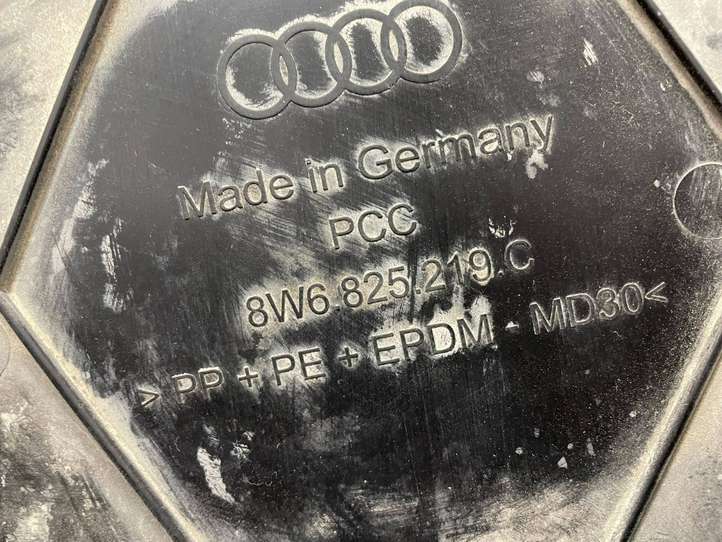 Made in Germany
PCC
8W6.825.219.C
> PP + PE + EPDM - MD30<